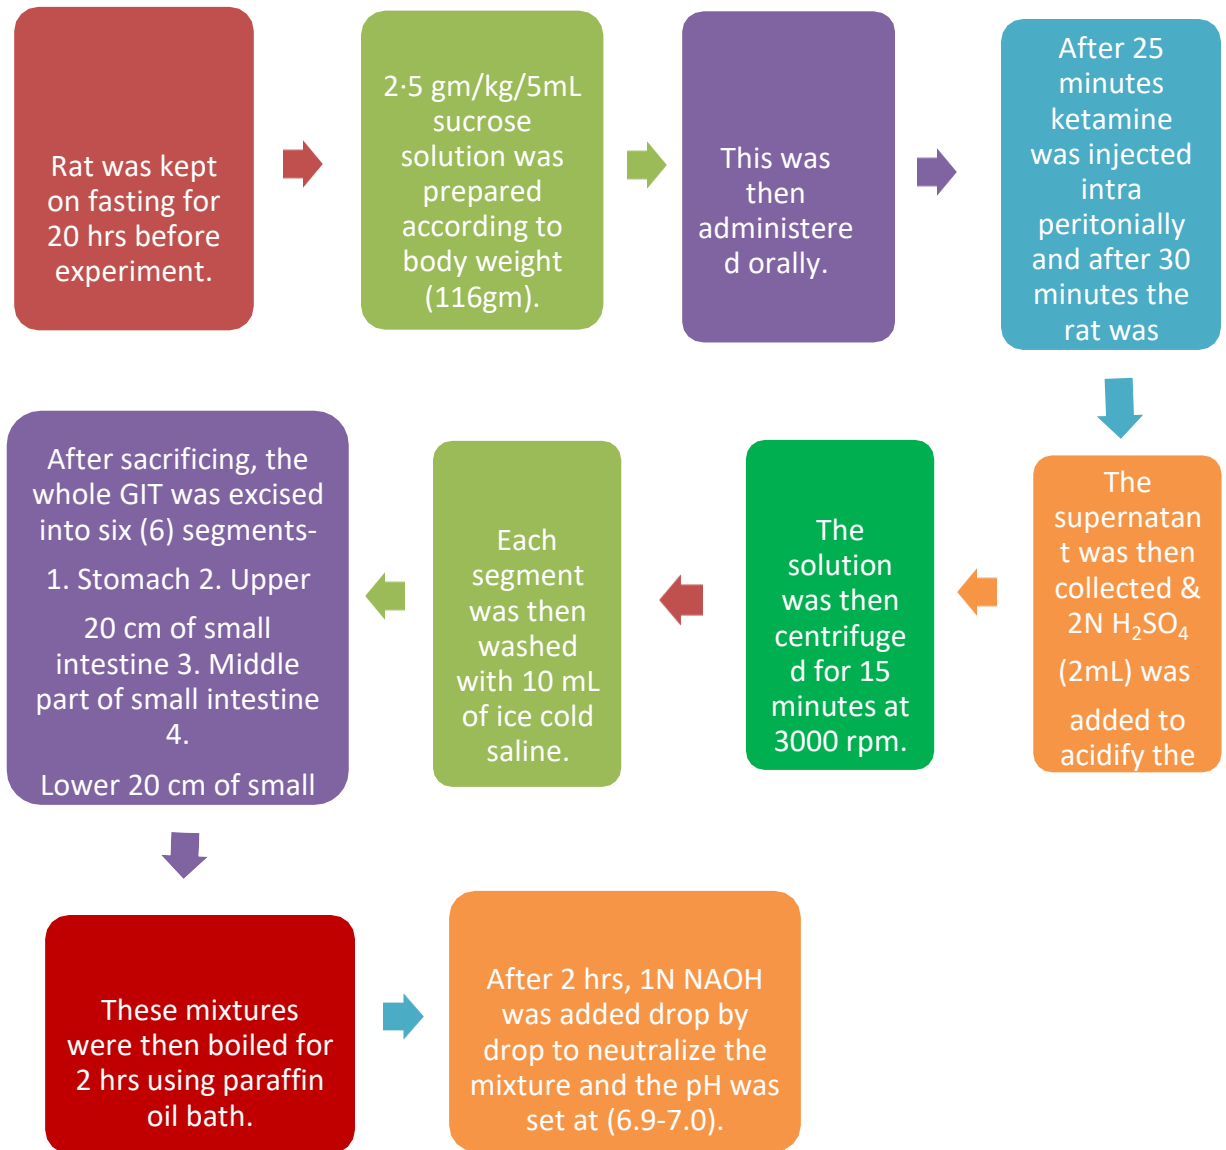 Rat was kept
on fasting for
20 hrs before
experiment.
2·5 gm/kg/5mL
sucrose
solution was
prepared
according to
body weight
(116gm).
This was
then
administere
d orally.
After 25
minutes
ketamine
was injected
intra
peritonially
and after 30
minutes the
rat was
The
supernatan
t was then
collected &
2N H₂SO₄
(2mL) was
added to
acidify the
The
solution
was then
centrifuge
d for 15
minutes at
3000 rpm.
Each
segment
was then
washed
with 10 mL
of ice cold
saline.
After sacrificing, the
whole GIT was excised
into six (6) segments-
1. Stomach 2. Upper
20 cm of small
intestine 3. Middle
part of small intestine
4.
Lower 20 cm of small
These mixtures
were then boiled for
2 hrs using paraffin
oil bath.
After 2 hrs, 1N NAOH
was added drop by
drop to neutralize the
mixture and the pH was
set at (6.9-7.0).